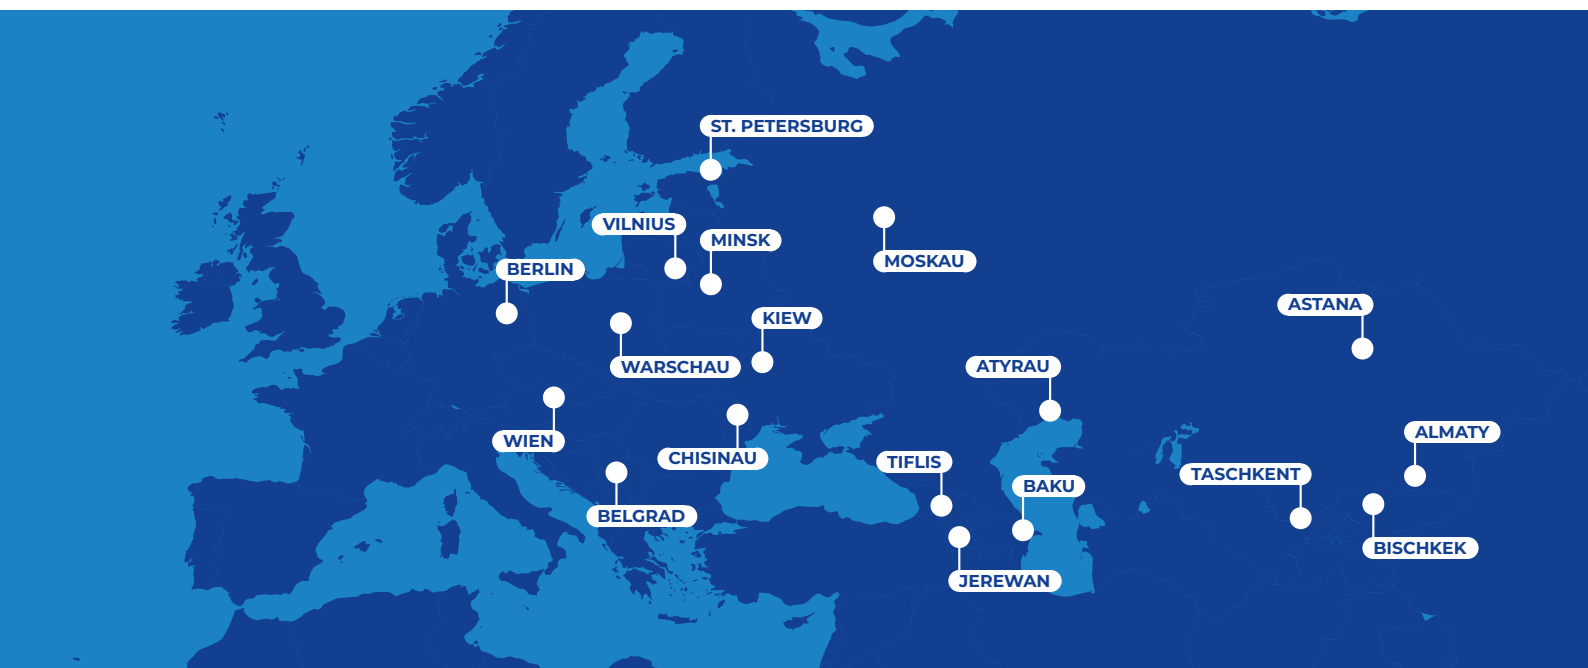 ST. PETERSBURG
VILNIUS
MINSK
MOSKAU
BERLIN
ASTANA
KIEW
WARSCHAU
ATYRAU
ALMATY
WIEN
CHISINAU
TIFLIS
TASCHKENT
BAKU
BELGRAD
BISCHKEK
JEREWAN